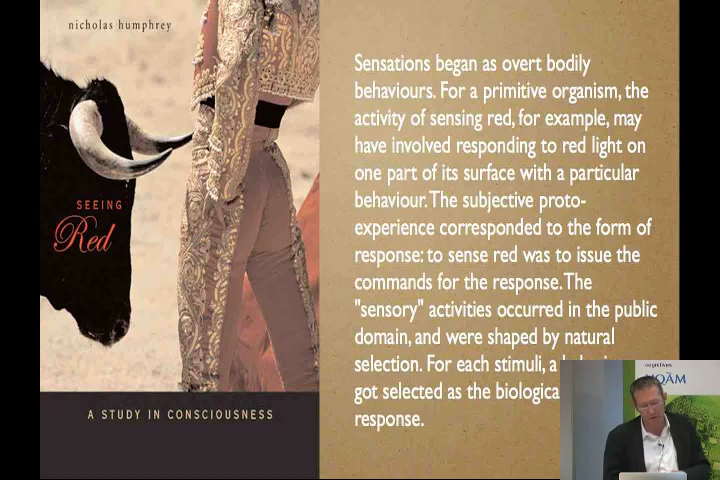 nicholas humphrey
SEEING
Red
A STUDY IN CONSCIOUSNESS
Sensations began as overt bodily
behaviours. For a primitive organism, the
activity of sensing red, for example, may
have involved responding to red light on
one part of its surface with a particular
behaviour. The subjective proto-
experience corresponded to the form of
response: to sense red was to issue the
commands for the response. The
"sensory" activities occurred in the public
domain, and were shaped by natural
selection. For each stimuli, a
got selected as the biologica
response.
cognitives